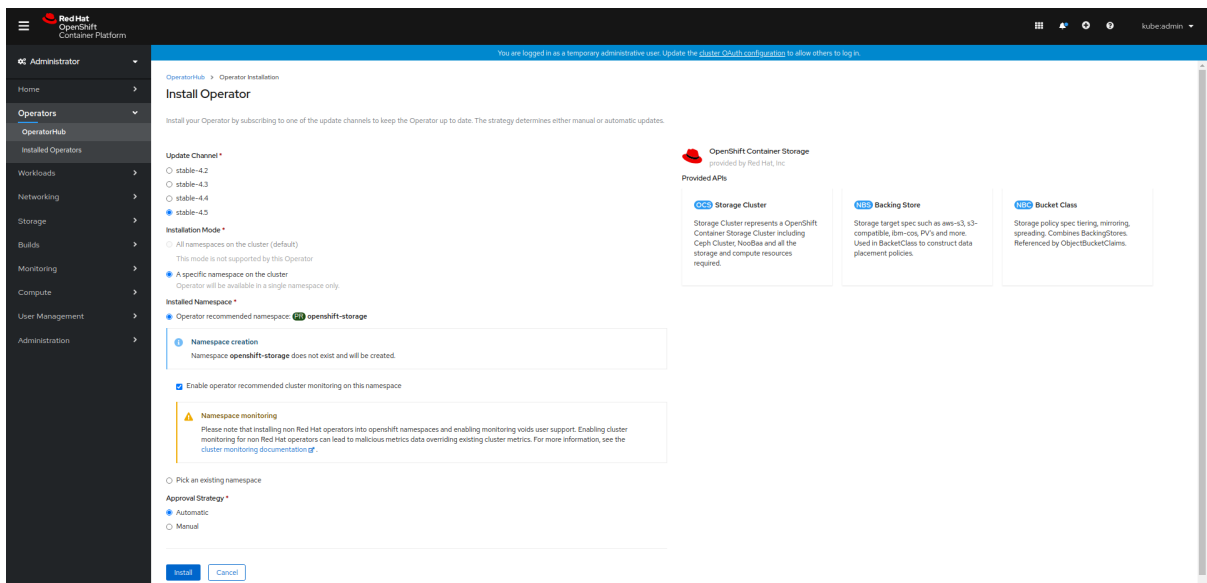 Red Hat
OpenShift
Container Platform
kube:admin
You are logged in as a temporary administrative user. Update the cluster OAuth configuration to allow others to log in.
Administrator
Home
Operators
OperatorHub
Installed Operators
Workloads
Networking
Storage
Builds
Monitoring
Compute
User Management
Administration
OperatorHub > Operator Installation
Install Operator
Install your Operator by subscribing to one of the update channels to keep the Operator up to date. The strategy determines either manual or automatic updates.
Update Channel *
stable-4.2
stable-4.3
stable-4.4
stable-4.5
Installation Mode *
All namespaces on the cluster (default)
This mode is not supported by this Operator
A specific namespace on the cluster
Operator will be available in a single namespace only.
Installed Namespace *
Operator recommended namespace: PR openshift-storage
Namespace creation
Namespace openshift-storage does not exist and will be created.
Enable operator recommended cluster monitoring on this namespace
Namespace monitoring
Please note that installing non Red Hat operators into openshift namespaces and enabling monitoring voids user support. Enabling cluster
monitoring for non Red Hat operators can lead to malicious metrics data overriding existing cluster metrics. For more information, see the
cluster monitoring documentation .
Pick an existing namespace
Approval Strategy *
Automatic
Manual
Install
Cancel
OpenShift Container Storage
provided by Red Hat, Inc
Provided APIs
OCS Storage Cluster
Storage Cluster represents a OpenShift
Container Storage Cluster including
Ceph Cluster, NooBaa and all the
storage and compute resources
required.
NBS Backing Store
Storage target spec such as aws-s3, s3-
compatible, ibm-cos, PV's and more.
Used in BacketClass to construct data
placement policies.
NBC Bucket Class
Storage policy spec tiering, mirroring,
spreading. Combines BackingStores.
Referenced by ObjectBucketClaims.